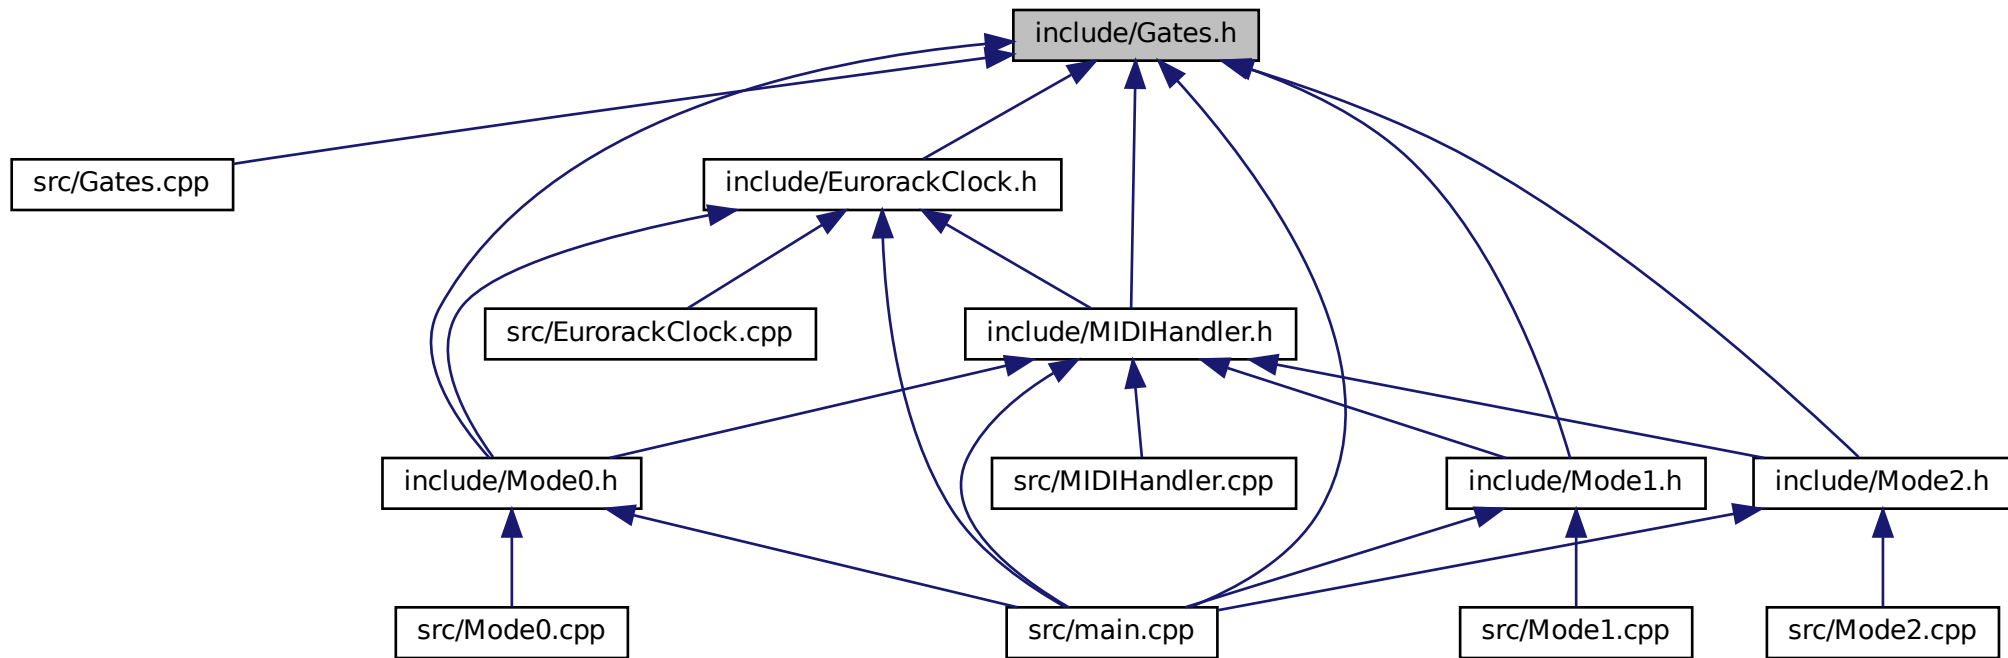 include/Gates.h
src/Gates.cpp
include/EurorackClock.h
src/EurorackClock.cpp
include/MIDIHandler.h
include/Mode0.h
src/MIDIHandler.cpp
include/Mode1.h
include/Mode2.h
src/Mode0.cpp
src/main.cpp
src/Mode1.cpp
src/Mode2.cpp